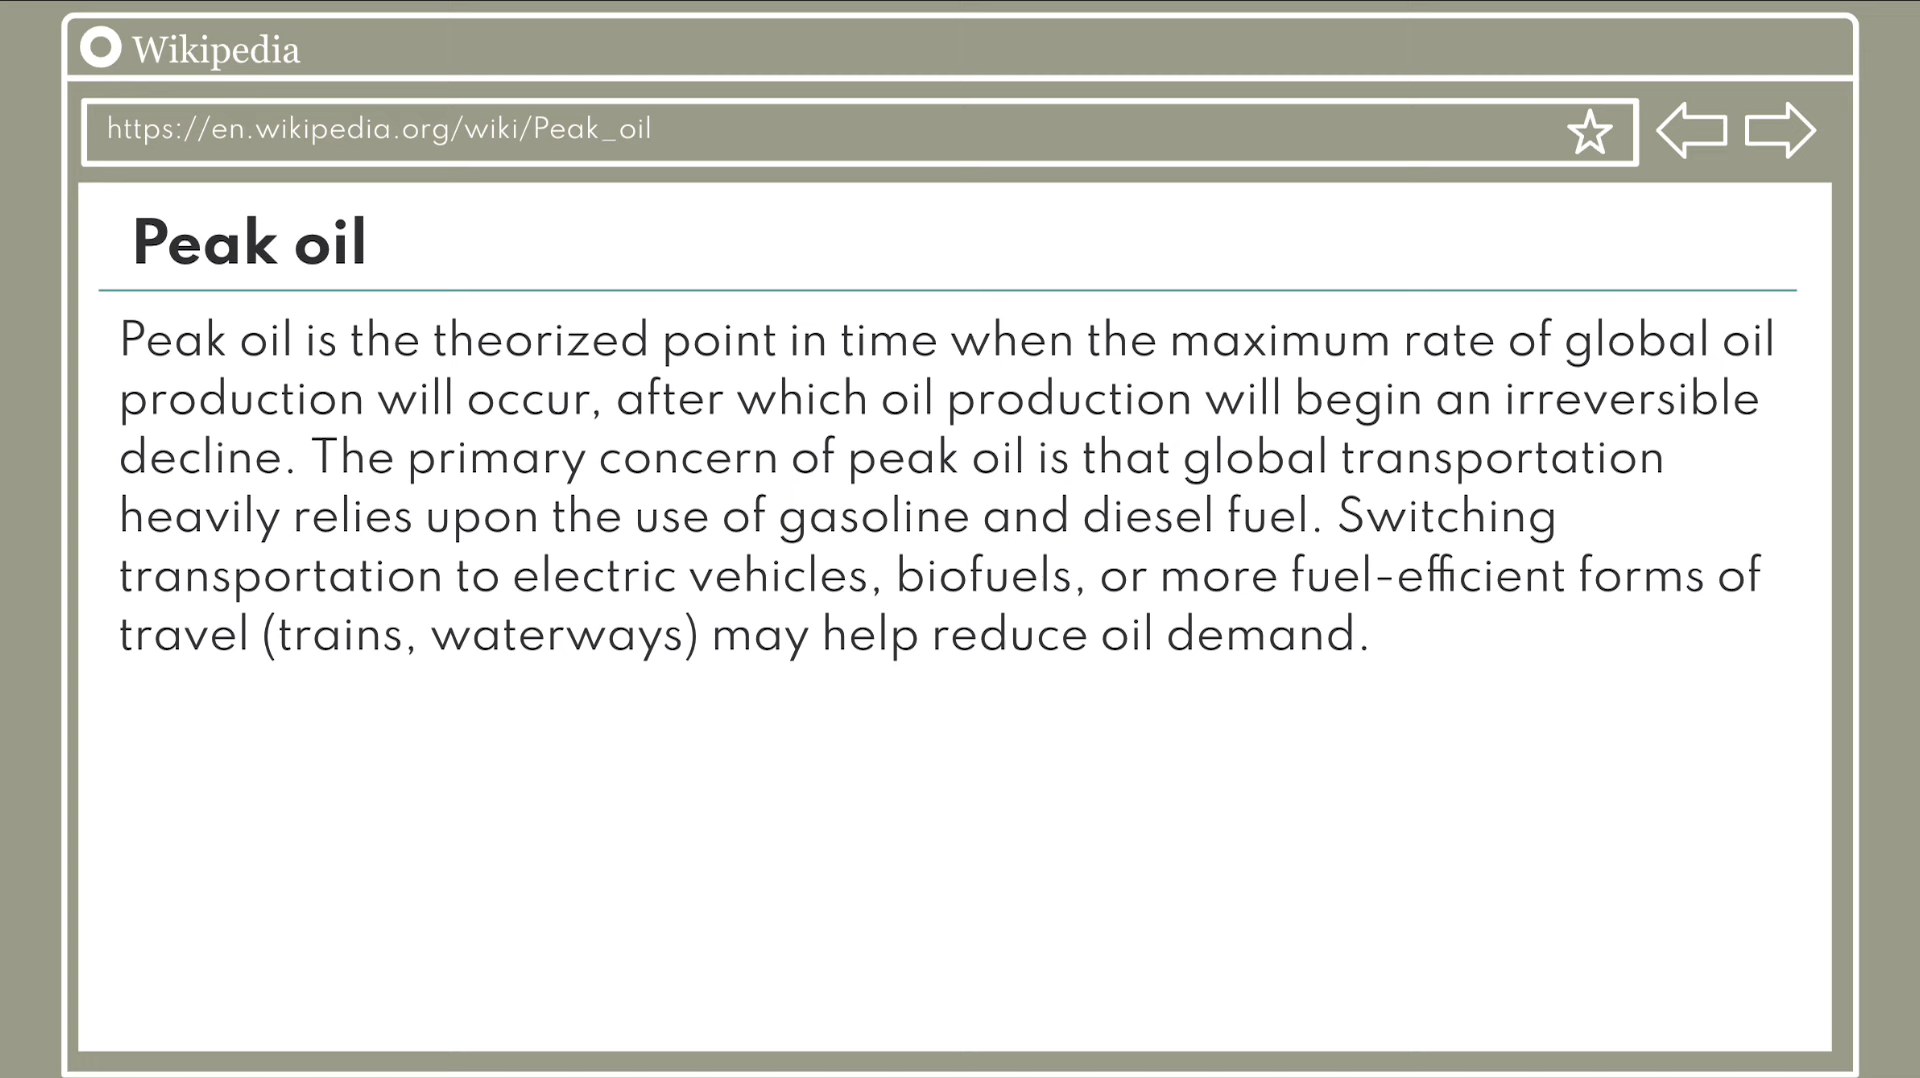 Wikipedia
https://en.wikipedia.org/wiki/Peak_oil
Peak oil
Peak oil is the theorized point in time when the maximum rate of global oil
production will occur, after which oil production will begin an irreversible
decline. The primary concern of peak oil is that global transportation
heavily relies upon the use of gasoline and diesel fuel. Switching
transportation to electric vehicles, biofuels, or more fuel-efficient forms of
travel (trains, waterways) may help reduce oil demand.